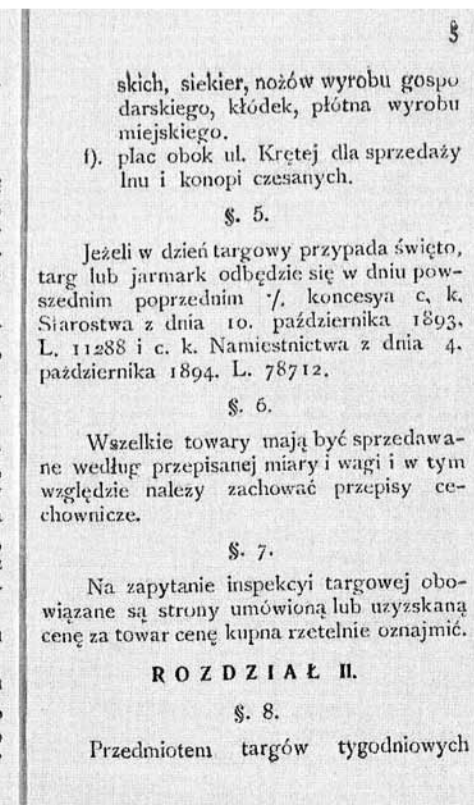 5
skich, siekier, nożów wyrobu gospo
darskiego, kłódek, płótna wyrobu
miejskiego.
f). plac obok ul. Krętej dla sprzedaży
lnu i konopi czesanych.
§. 5.
Jeżeli w dzień targowy przypada święto,
targ lub jarmark odbędzie się w dniu pow-
szednim poprzednim ·/. koncesya c. k.
Starostwa z dnia 10. października 1893.
L. 11288 i c. k. Namiestnictwa z dnia 4.
października 1894. L. 78712.
§. 6.
Wszelkie towary mają być sprzedawa-
ne według przepisanej miary i wagi i w tym
względzie należy zachować przepisy ce-
chownicze.
§. 7.
Na zapytanie inspekcyi targowej obo-
wiązane są strony umówioną lub uzyzskaną
cenę za towar cenę kupna rzetelnie oznajmić.
ROZDZIAŁ II.
§. 8.
Przedmiotem targów tygodniowych